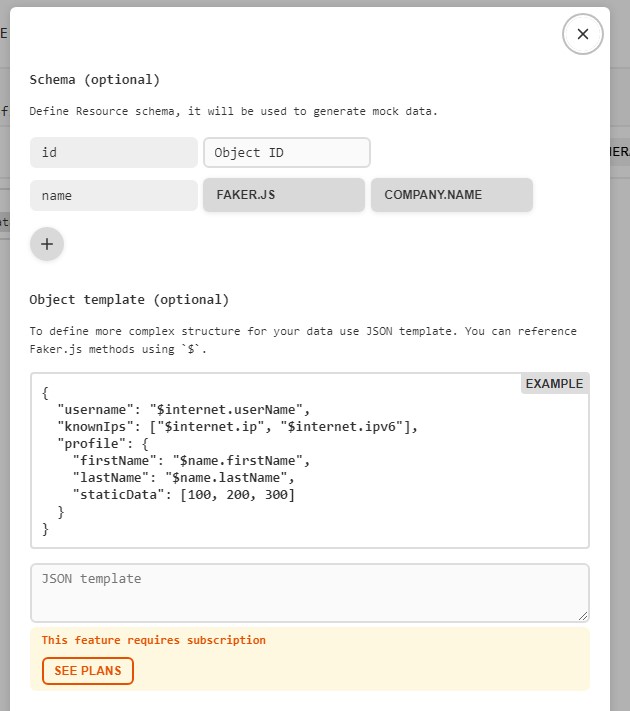 Schema (optional)
Define Resource schema, it will be used to generate mock data.
id Object ID
name FAKER.JS COMPANY.NAME
+
Object template (optional)
To define more complex structure for your data use JSON template. You can reference
Faker.js methods using `$`.
EXAMPLE
{
  "username": "$internet.userName",
  "knownIps": ["$internet.ip", "$internet.ipv6"],
  "profile": {
    "firstName": "$name.firstName",
    "lastName": "$name.lastName",
    "staticData": [100, 200, 300]
  }
}
JSON template
This feature requires subscription
SEE PLANS